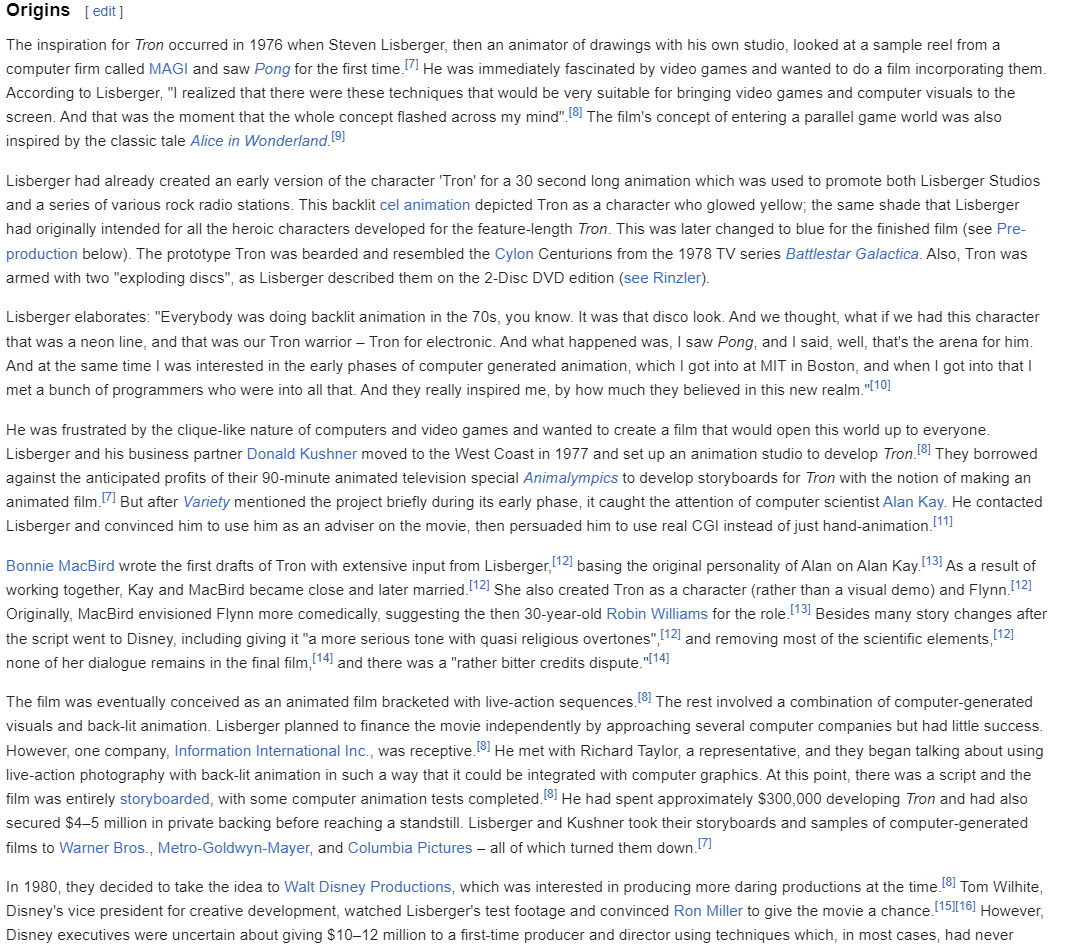 Origins [ edit ]
The inspiration for Tron occurred in 1976 when Steven Lisberger, then an animator of drawings with his own studio, looked at a sample reel from a
computer firm called MAGI and saw Pong for the first time.[7] He was immediately fascinated by video games and wanted to do a film incorporating them.
According to Lisberger, "I realized that there were these techniques that would be very suitable for bringing video games and computer visuals to the
screen. And that was the moment that the whole concept flashed across my mind".[8] The film's concept of entering a parallel game world was also
inspired by the classic tale Alice in Wonderland.[9]
Lisberger had already created an early version of the character 'Tron' for a 30 second long animation which was used to promote both Lisberger Studios
and a series of various rock radio stations. This backlit cel animation depicted Tron as a character who glowed yellow; the same shade that Lisberger
had originally intended for all the heroic characters developed for the feature-length Tron. This was later changed to blue for the finished film (see Pre-
production below). The prototype Tron was bearded and resembled the Cylon Centurions from the 1978 TV series Battlestar Galactica. Also, Tron was
armed with two "exploding discs", as Lisberger described them on the 2-Disc DVD edition (see Rinzler).
Lisberger elaborates: "Everybody was doing backlit animation in the 70s, you know. It was that disco look. And we thought, what if we had this character
that was a neon line, and that was our Tron warrior – Tron for electronic. And what happened was, I saw Pong, and I said, well, that's the arena for him.
And at the same time I was interested in the early phases of computer generated animation, which I got into at MIT in Boston, and when I got into that I
met a bunch of programmers who were into all that. And they really inspired me, by how much they believed in this new realm."[10]
He was frustrated by the clique-like nature of computers and video games and wanted to create a film that would open this world up to everyone.
Lisberger and his business partner Donald Kushner moved to the West Coast in 1977 and set up an animation studio to develop Tron.[8] They borrowed
against the anticipated profits of their 90-minute animated television special Animalympics to develop storyboards for Tron with the notion of making an
animated film.[7] But after Variety mentioned the project briefly during its early phase, it caught the attention of computer scientist Alan Kay. He contacted
Lisberger and convinced him to use him as an adviser on the movie, then persuaded him to use real CGI instead of just hand-animation.[11]
Bonnie MacBird wrote the first drafts of Tron with extensive input from Lisberger,[12] basing the original personality of Alan on Alan Kay.[13] As a result of
working together, Kay and MacBird became close and later married.[12] She also created Tron as a character (rather than a visual demo) and Flynn.[12]
Originally, MacBird envisioned Flynn more comedically, suggesting the then 30-year-old Robin Williams for the role.[13] Besides many story changes after
the script went to Disney, including giving it "a more serious tone with quasi religious overtones",[12] and removing most of the scientific elements,[12]
none of her dialogue remains in the final film,[14] and there was a "rather bitter credits dispute."[14]
The film was eventually conceived as an animated film bracketed with live-action sequences.[8] The rest involved a combination of computer-generated
visuals and back-lit animation. Lisberger planned to finance the movie independently by approaching several computer companies but had little success.
However, one company, Information International Inc., was receptive.[8] He met with Richard Taylor, a representative, and they began talking about using
live-action photography with back-lit animation in such a way that it could be integrated with computer graphics. At this point, there was a script and the
film was entirely storyboarded, with some computer animation tests completed.[8] He had spent approximately $300,000 developing Tron and had also
secured $4–5 million in private backing before reaching a standstill. Lisberger and Kushner took their storyboards and samples of computer-generated
films to Warner Bros., Metro-Goldwyn-Mayer, and Columbia Pictures – all of which turned them down.[7]
In 1980, they decided to take the idea to Walt Disney Productions, which was interested in producing more daring productions at the time.[8] Tom Wilhite,
Disney's vice president for creative development, watched Lisberger's test footage and convinced Ron Miller to give the movie a chance.[15][16] However,
Disney executives were uncertain about giving $10–12 million to a first-time producer and director using techniques which, in most cases, had never